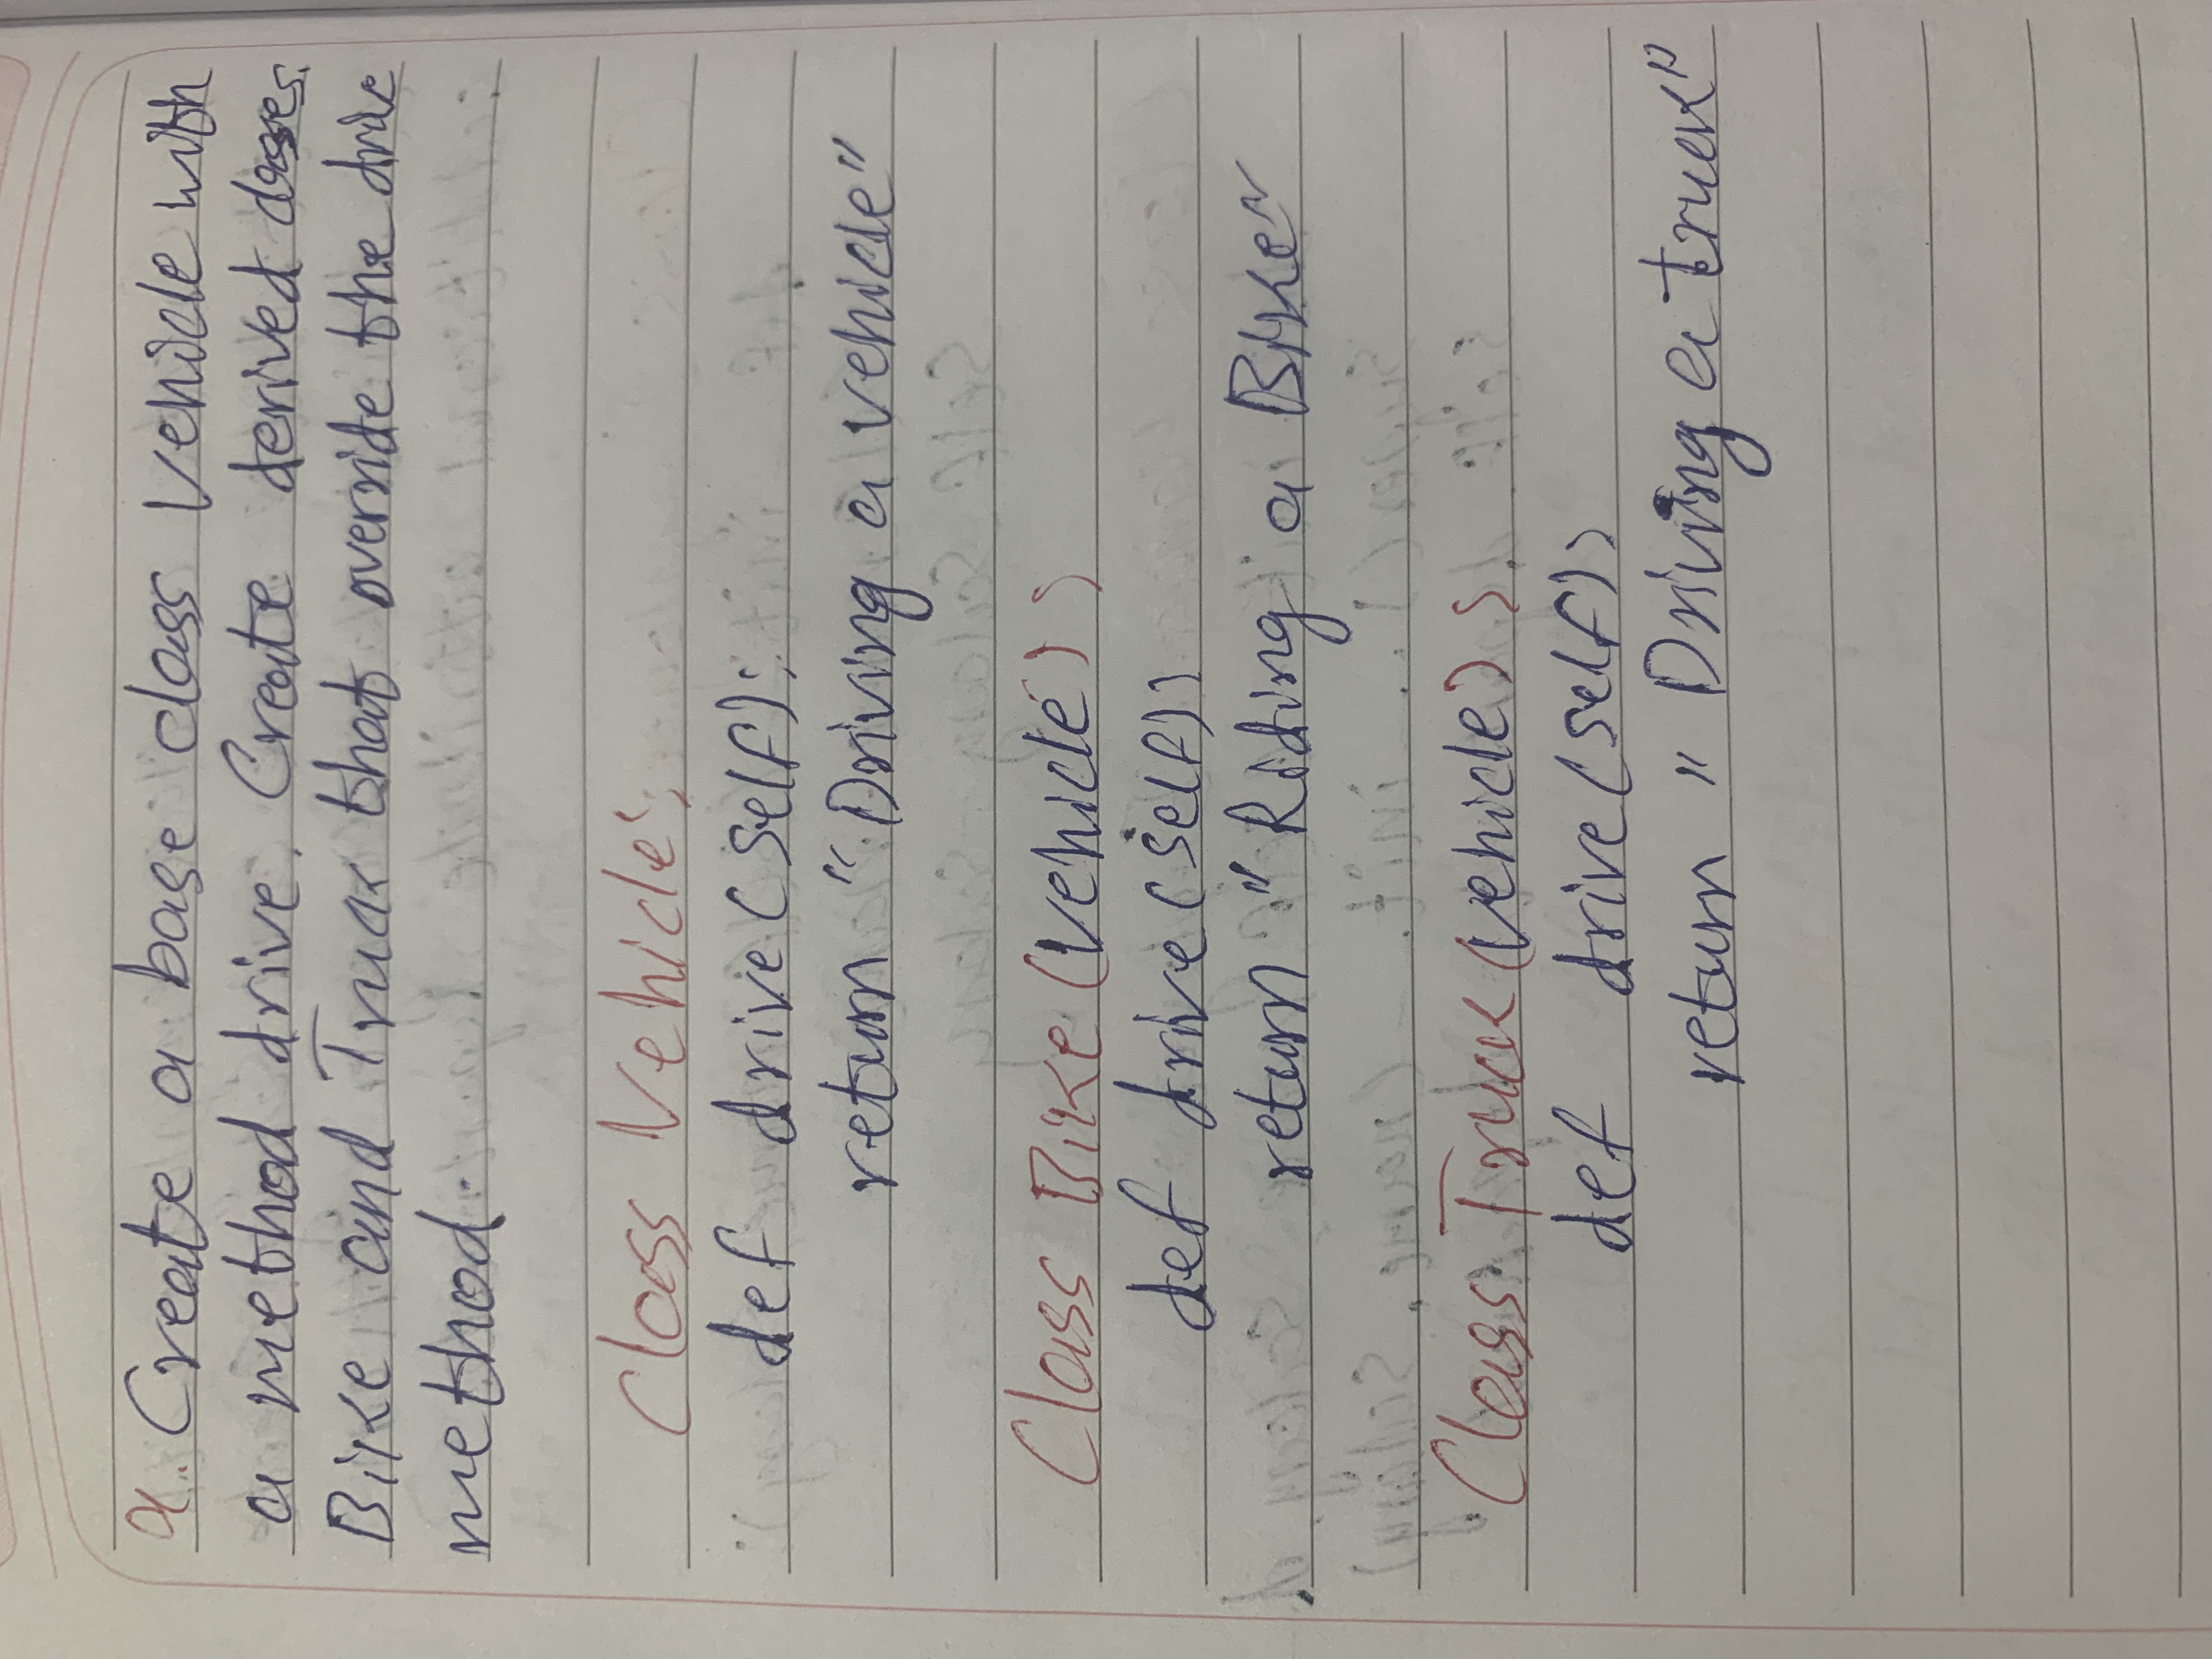 Q. Create a base class Vehicle with
a method drive. Create derived classes.
Bike and Truck that override the drive
method.
Class Vehicle:
def drive(self):
return "Driving a vehicle"
Class Bike(vehicle):
def drive(self):
return "Riding a Bike"
Class Truck(vehicle):
def drive(self):
return "Driving a truck"